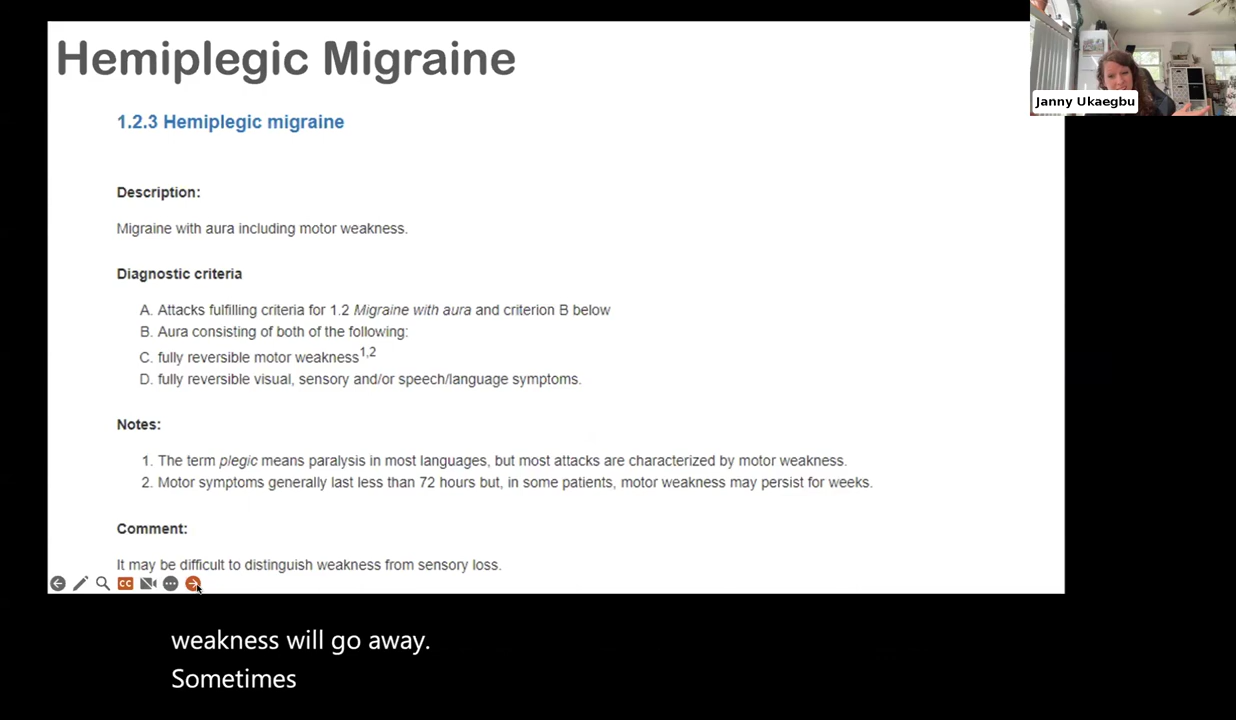 Hemiplegic Migraine
Janny Ukaegbu
1.2.3 Hemiplegic migraine
Description:
Migraine with aura including motor weakness.
Diagnostic criteria
A. Attacks fulfilling criteria for 1.2 Migraine with aura and criterion B below
B. Aura consisting of both of the following:
C. fully reversible motor weakness1,2
D. fully reversible visual, sensory and/or speech/language symptoms.
Notes:
1. The term plegic means paralysis in most languages, but most attacks are characterized by motor weakness.
2. Motor symptoms generally last less than 72 hours but, in some patients, motor weakness may persist for weeks.
Comment:
It may be difficult to distinguish weakness from sensory loss.
CC
weakness will go away.
Sometimes